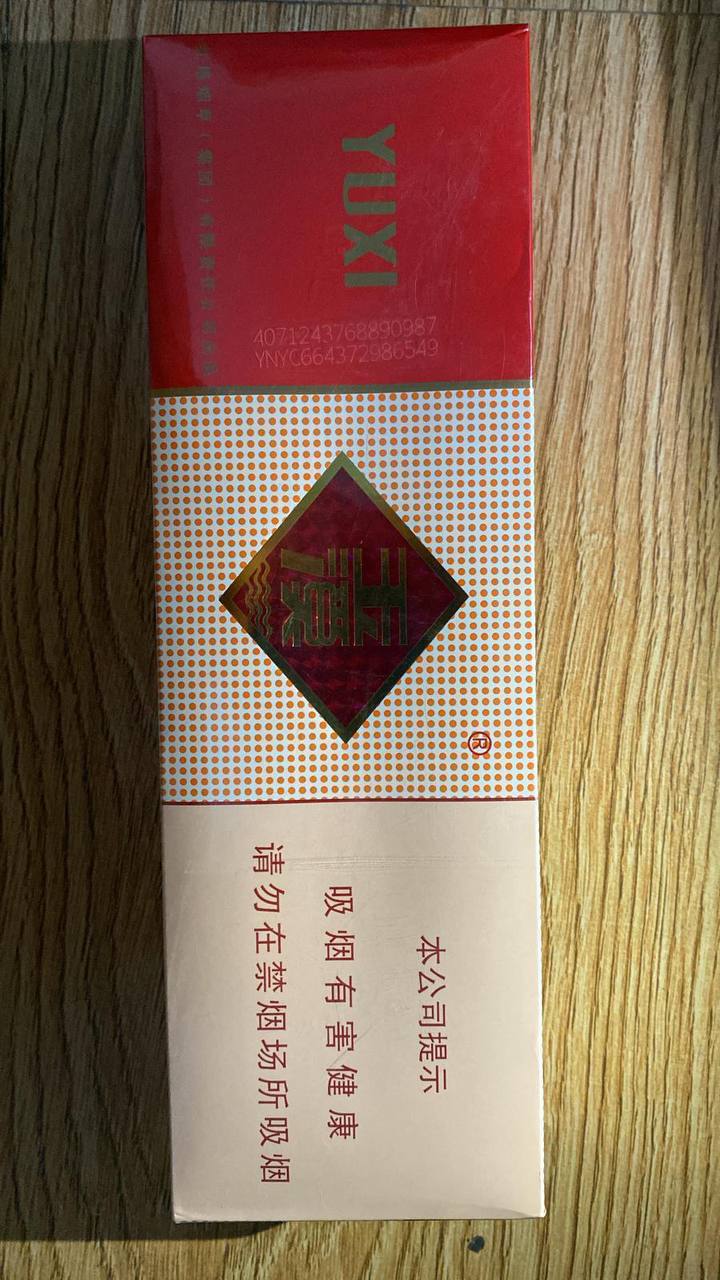 YUXI
4071243768890987
YNYC664372986549
玉溪
®
本公司提示
吸烟有害健康
请勿在禁烟场所吸烟